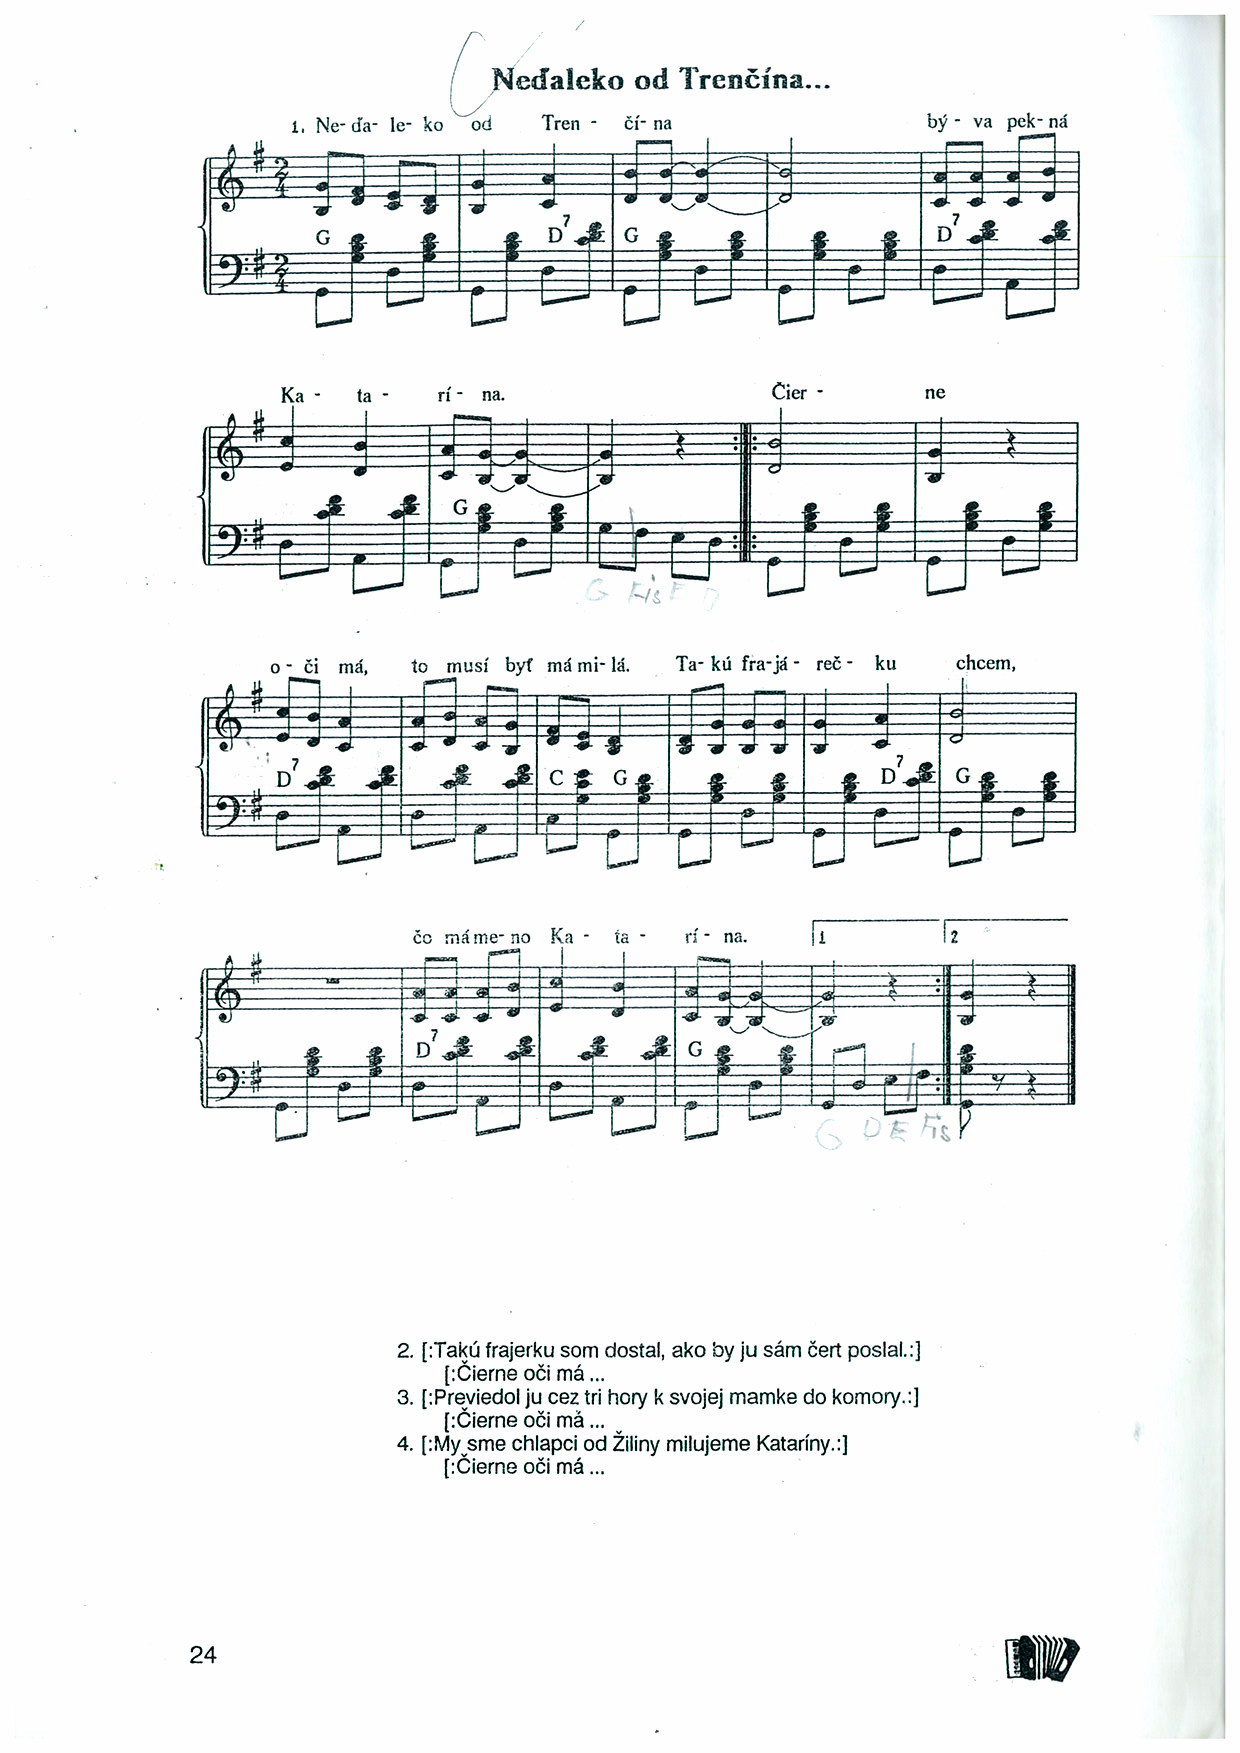 Neďaleko od Trenčína...
1. Ne- ďa- le- ko od Tren - čí- na bý - va pek- ná
G D7 G D7
Ka - ta - rí - na. Čier - ne
G
G Fis E D
o - či má, to musí byť má mi- lá. Ta- kú fra-já- reč - ku chcem,
D7 C G D7 G
čo má me- no Ka - ta - rí - na. 1 2
D7 G
G D E Fis
2. [:Takú frajerku som dostal, ako by ju sám čert poslal.:]
[:Čierne oči má ...
3. [:Previedol ju cez tri hory k svojej mamke do komory.:]
[:Čierne oči má ...
4. [:My sme chlapci od Žiliny milujeme Kataríny.:]
[:Čierne oči má ...
24